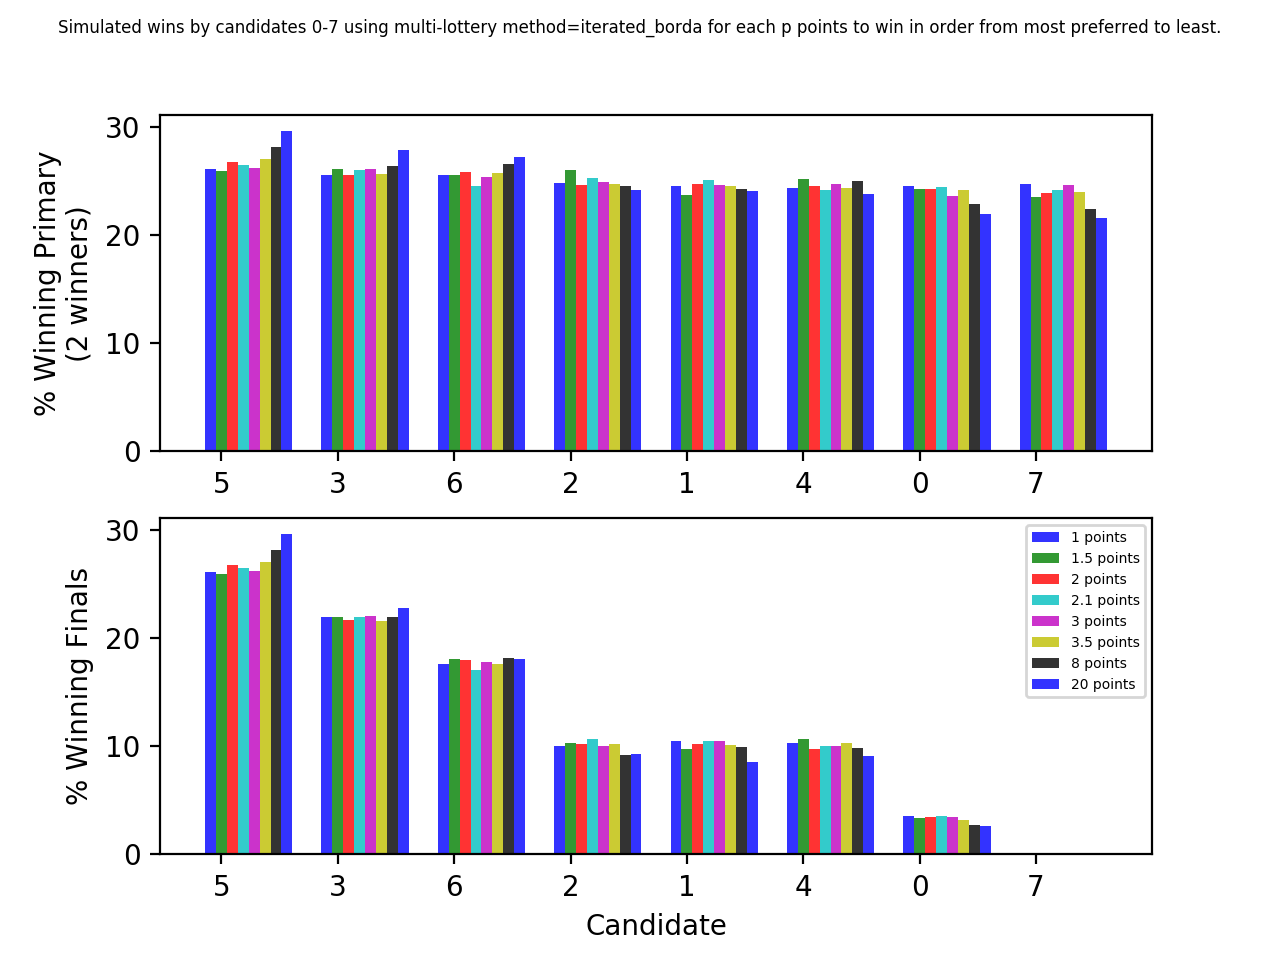 Simulated wins by candidates 0-7 using multi-lottery method=iterated_borda for each p points to win in order from most preferred to least.
% Winning Primary
(2 winners)
30
20
10
0
5 3 6 2 1 4 0 7
% Winning Finals
30
20
10
0
1 points
1.5 points
2 points
2.1 points
3 points
3.5 points
8 points
20 points
5 3 6 2 1 4 0 7
Candidate